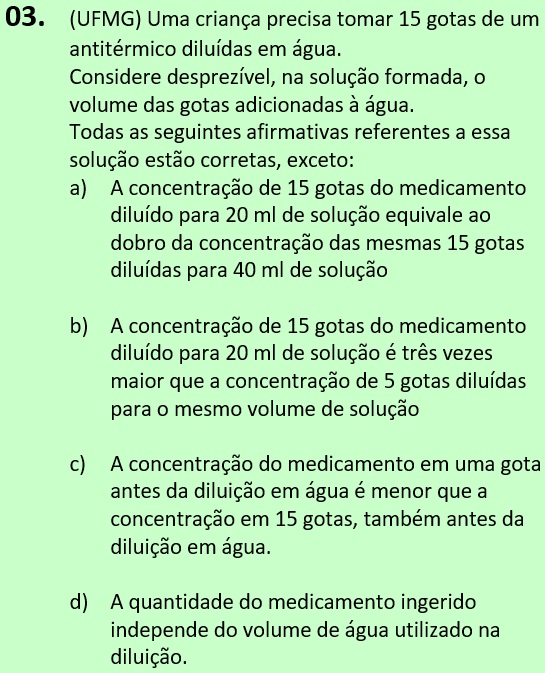 03. (UFMG) Uma criança precisa tomar 15 gotas de um
antitérmico diluídas em água.
Considere desprezível, na solução formada, o
volume das gotas adicionadas à água.
Todas as seguintes afirmativas referentes a essa
solução estão corretas, exceto:
a) A concentração de 15 gotas do medicamento
diluído para 20 ml de solução equivale ao
dobro da concentração das mesmas 15 gotas
diluídas para 40 ml de solução
b) A concentração de 15 gotas do medicamento
diluído para 20 ml de solução é três vezes
maior que a concentração de 5 gotas diluídas
para o mesmo volume de solução
c) A concentração do medicamento em uma gota
antes da diluição em água é menor que a
concentração em 15 gotas, também antes da
diluição em água.
d) A quantidade do medicamento ingerido
independe do volume de água utilizado na
diluição.